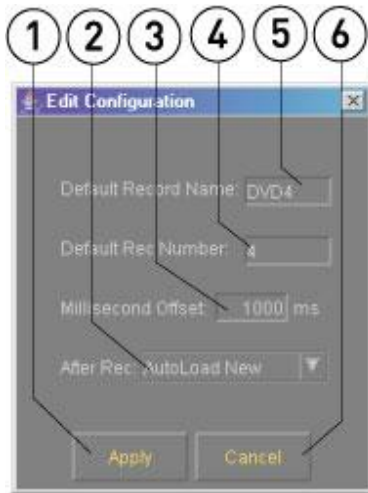 1 2 3 4 5 6
Edit Configuration
Default Record Name: DVD4
Default Rec Number: 4
Millisecond Offset: 1000 ms
After Rec: AutoLoad New
Apply Cancel